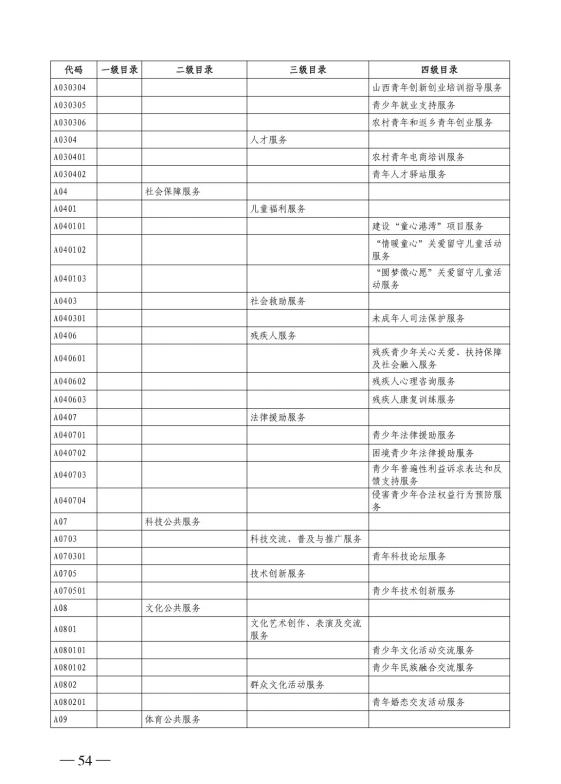 代码 一级目录 二级目录 三级目录 四级目录
A030304 山西青年创新创业培训指导服务
A030305 青少年就业支持服务
A030306 农村青年和返乡青年创业服务
A0304 人才服务
A030401 农村青年电商培训服务
A030402 青年人才驿站服务
A04 社会保障服务
A0401 儿童福利服务
A040101 建设“童心港湾”项目服务
A040102 “情暖童心”关爱留守儿童活动
服务
A040103 “圆梦微心愿”关爱留守儿童活
动服务
A0403 社会救助服务
A040301 未成年人司法保护服务
A0406 残疾人服务
A040601 残疾青少年关心关爱、扶持保障
及社会融入服务
A040602 残疾人心理咨询服务
A040603 残疾人康复训练服务
A0407 法律援助服务
A040701 青少年法律援助服务
A040702 困境青少年法律援助服务
A040703 青少年普遍性利益诉求表达和反
馈支持服务
A040704 侵害青少年合法权益行为预防服
务
A07 科技公共服务
A0703 科技交流、普及与推广服务
A070301 青年科技论坛服务
A0705 技术创新服务
A070501 青少年技术创新服务
A08 文化公共服务
A0801 文化艺术创作、表演及交流
服务
A080101 青少年文化活动交流服务
A080102 青少年民族融合交流服务
A0802 群众文化活动服务
A080201 青年婚恋交友活动服务
A09 体育公共服务
— 54 —